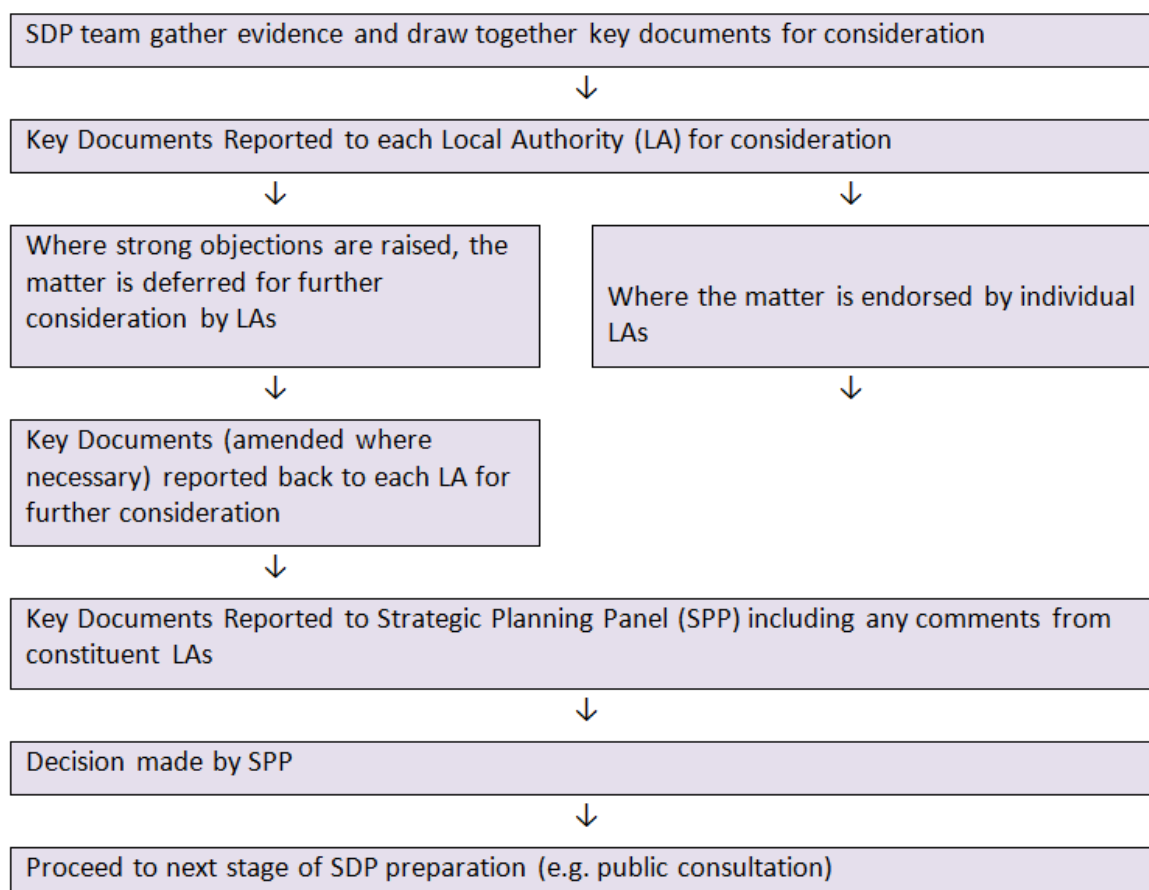 SDP team gather evidence and draw together key documents for consideration
↓
Key Documents Reported to each Local Authority (LA) for consideration
↓ ↓
Where strong objections are raised, the
matter is deferred for further
consideration by LAs
Where the matter is endorsed by individual
LAs
↓ ↓
Key Documents (amended where
necessary) reported back to each LA for
further consideration
↓
Key Documents Reported to Strategic Planning Panel (SPP) including any comments from
constituent LAs
↓
Decision made by SPP
↓
Proceed to next stage of SDP preparation (e.g. public consultation)